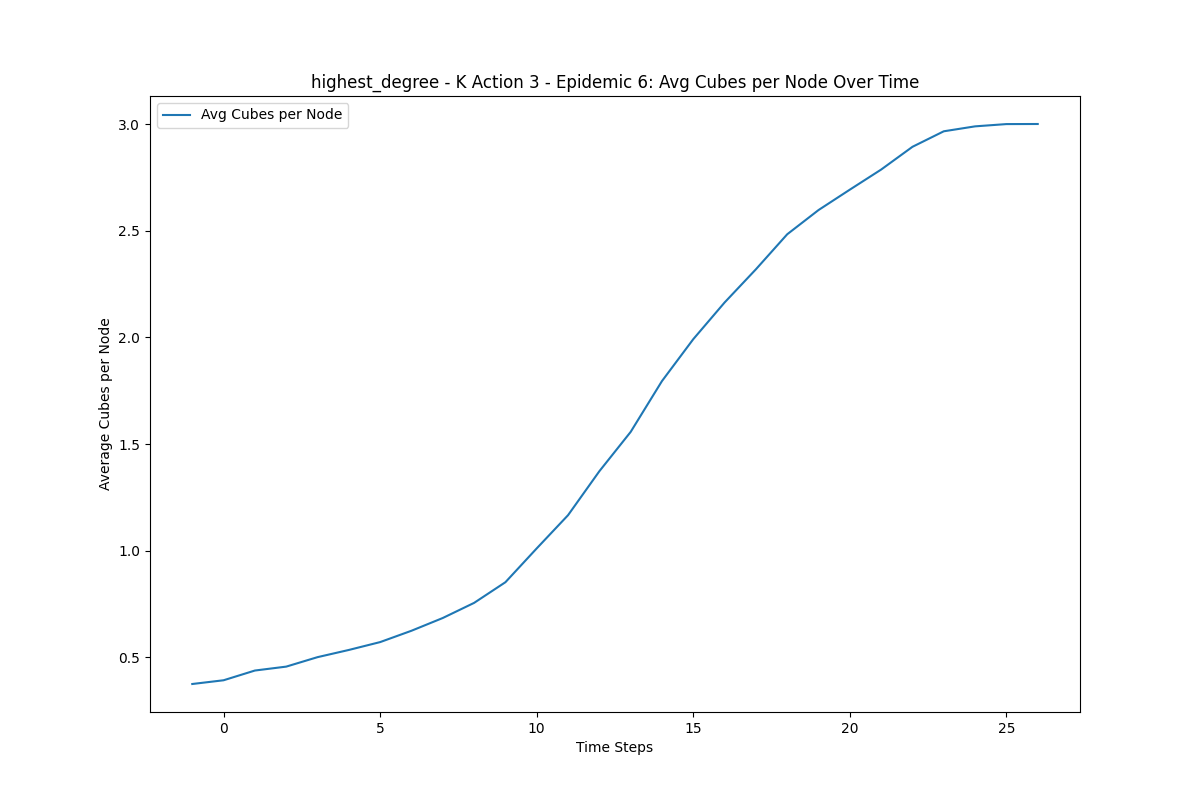 highest_degree - K Action 3 - Epidemic 6: Avg Cubes per Node Over Time
Avg Cubes per Node
3.0
2.5
2.0
1.5
1.0
0.5
Average Cubes per Node
0 5 10 15 20 25
Time Steps